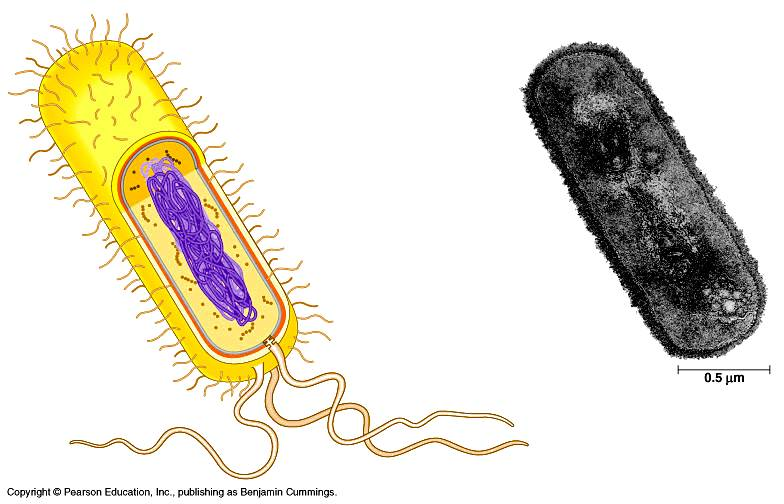 0.5 µm
Copyright © Pearson Education, Inc., publishing as Benjamin Cummings.